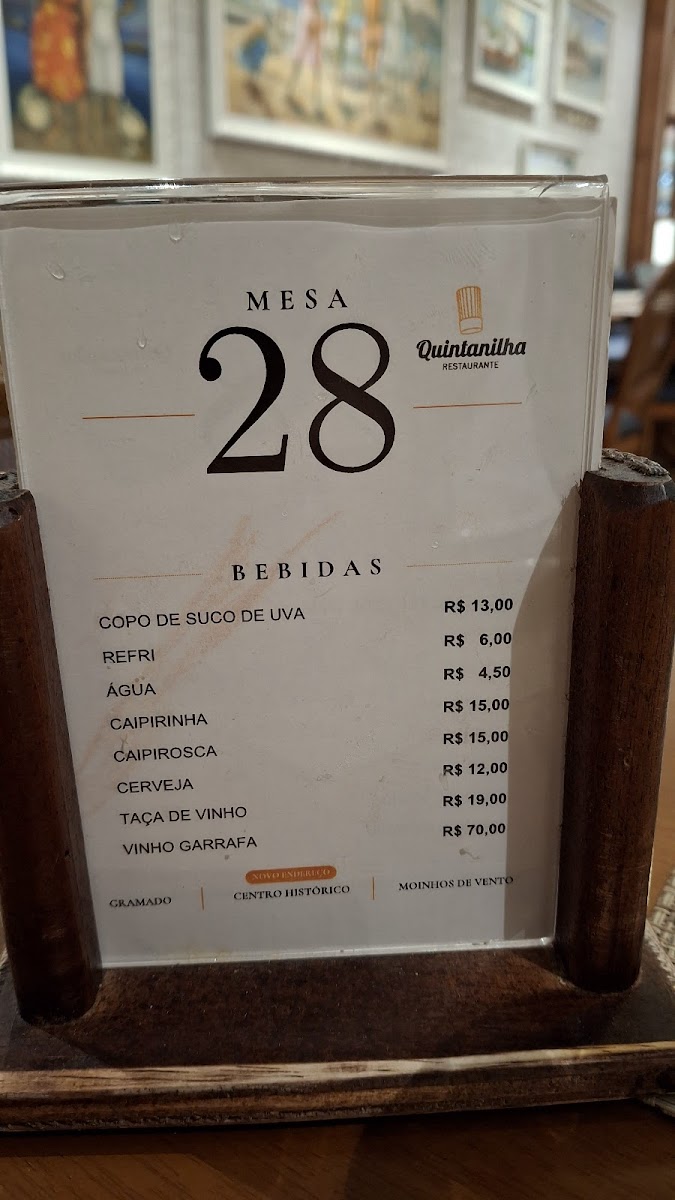 MESA
28
Quintanilha
RESTAURANTE
BEBIDAS
COPO DE SUCO DE UVA R$ 13,00
REFRI R$ 6,00
ÁGUA R$ 4,50
CAIPIRINHA R$ 15,00
CAIPIROSCA R$ 15,00
CERVEJA R$ 12,00
TAÇA DE VINHO R$ 19,00
VINHO GARRAFA R$ 70,00
NOVO ENDEREÇO
GRAMADO | CENTRO HISTÓRICO | MOINHOS DE VENTO